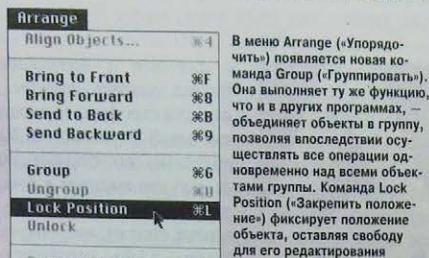 Arrange
Align Objects... ⌘4
Bring to Front ⌘F
Bring Forward ⌘8
Send to Back ⌘B
Send Backward ⌘9
Group ⌘G
Ungroup ⌘U
Lock Position ⌘L
Unlock
В меню Arrange («Упорядо-
чить») появляется новая ко-
манда Group («Группировать»).
Она выполняет ту же функцию,
что и в других программах, —
объединяет объекты в группу,
позволяя впоследствии осу-
ществлять все операции од-
новременно над всеми объек-
тами группы. Команда Lock
Position («Закрепить положе-
ние») фиксирует положение
объекта, оставляя свободу
для его редактирования